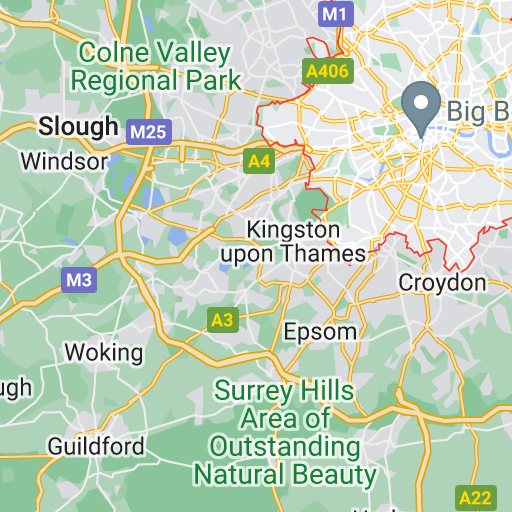 M1
Colne Valley
Regional Park
A406
Big B
Slough
M25
Windsor
A4
Kingston
upon Thames
M3
Croydon
A3
Epsom
Woking
ugh
Surrey Hills
Area of
Outstanding
Natural Beauty
Guildford
A22